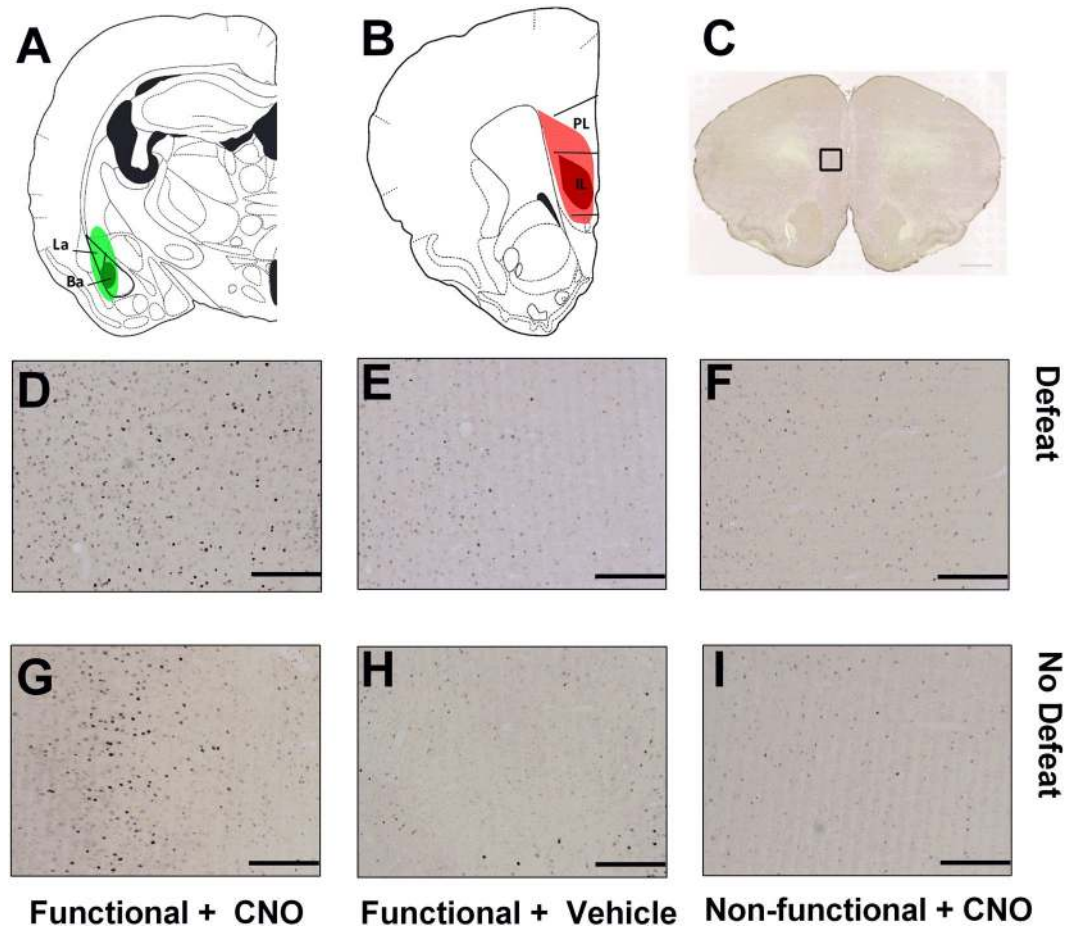 A
B
C
PL
IL
La
Ba
D
E
F
Defeat
G
H
I
No Defeat
Functional + CNO
Functional + Vehicle
Non-functional + CNO